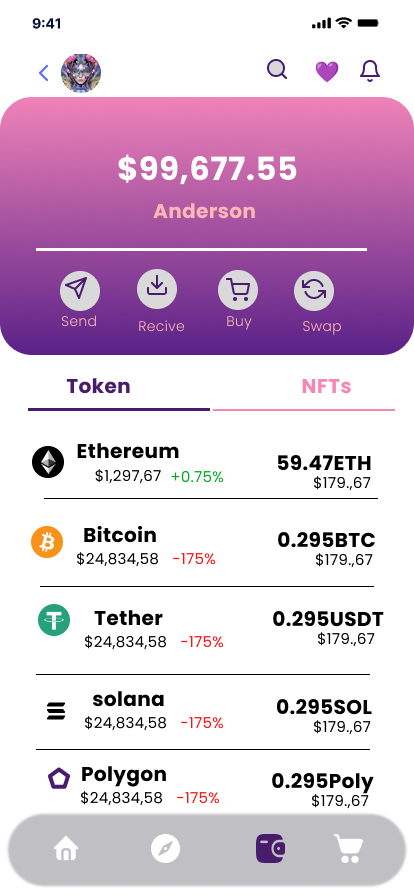 9:41
$99,677.55
Anderson
Send Recive Buy Swap
Token NFTs
Ethereum
59.47ETH
$1,297,67 +0.75%
$179.,67
Bitcoin 0.295BTC
$24,834,58 -175% $179.,67
Tether 0.295USDT
$24,834,58 -175% $179.,67
solana 0.295SOL
$24,834,58 -175% $179.,67
Polygon 0.295Poly
$24,834,58 -175% $179.,67